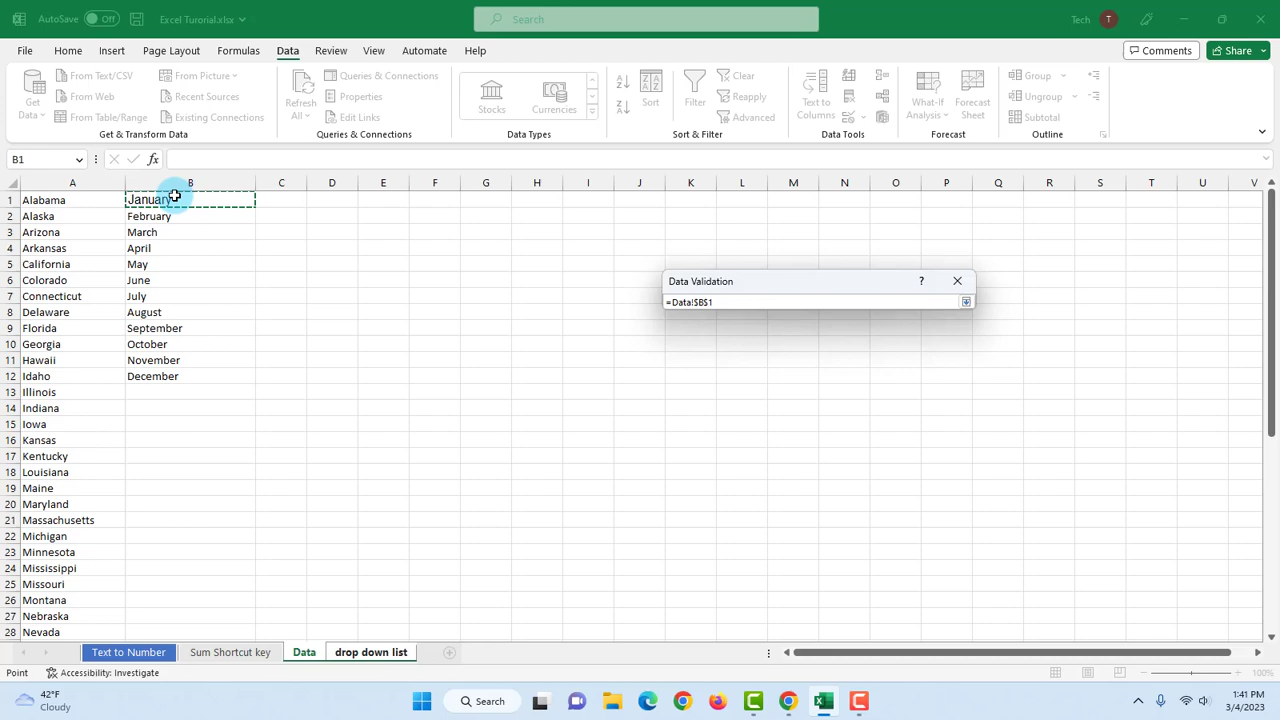 AutoSave Off Excel Turorial.xlsx Search Tech T
File Home Insert Page Layout Formulas Data Review View Automate Help Comments Share
From Text/CSV From Picture Queries & Connections Clear Group
Get Data From Web Recent Sources Refresh All Properties Stocks Currencies Sort Filter Reapply Text to Columns What-If Analysis Forecast Sheet Ungroup
From Table/Range Existing Connections Edit Links Advanced Subtotal
Get & Transform Data Queries & Connections Data Types Sort & Filter Data Tools Forecast Outline
B1 fx
A B C D E F G H I J K L M N O P Q R S T U V
1 Alabama January
2 Alaska February
3 Arizona March
4 Arkansas April
5 California May
6 Colorado June
7 Connecticut July
8 Delaware August
9 Florida September
10 Georgia October
11 Hawaii November
12 Idaho December
13 Illinois
14 Indiana
15 Iowa
16 Kansas
17 Kentucky
18 Louisiana
19 Maine
20 Maryland
21 Massachusetts
22 Michigan
23 Minnesota
24 Mississippi
25 Missouri
26 Montana
27 Nebraska
28 Nevada
Data Validation ?
=Data!$B$1
Text to Number Sum Shortcut key Data drop down list
Point Accessibility: Investigate 100%
42°F
Cloudy
Search
1:41 PM
3/4/2023